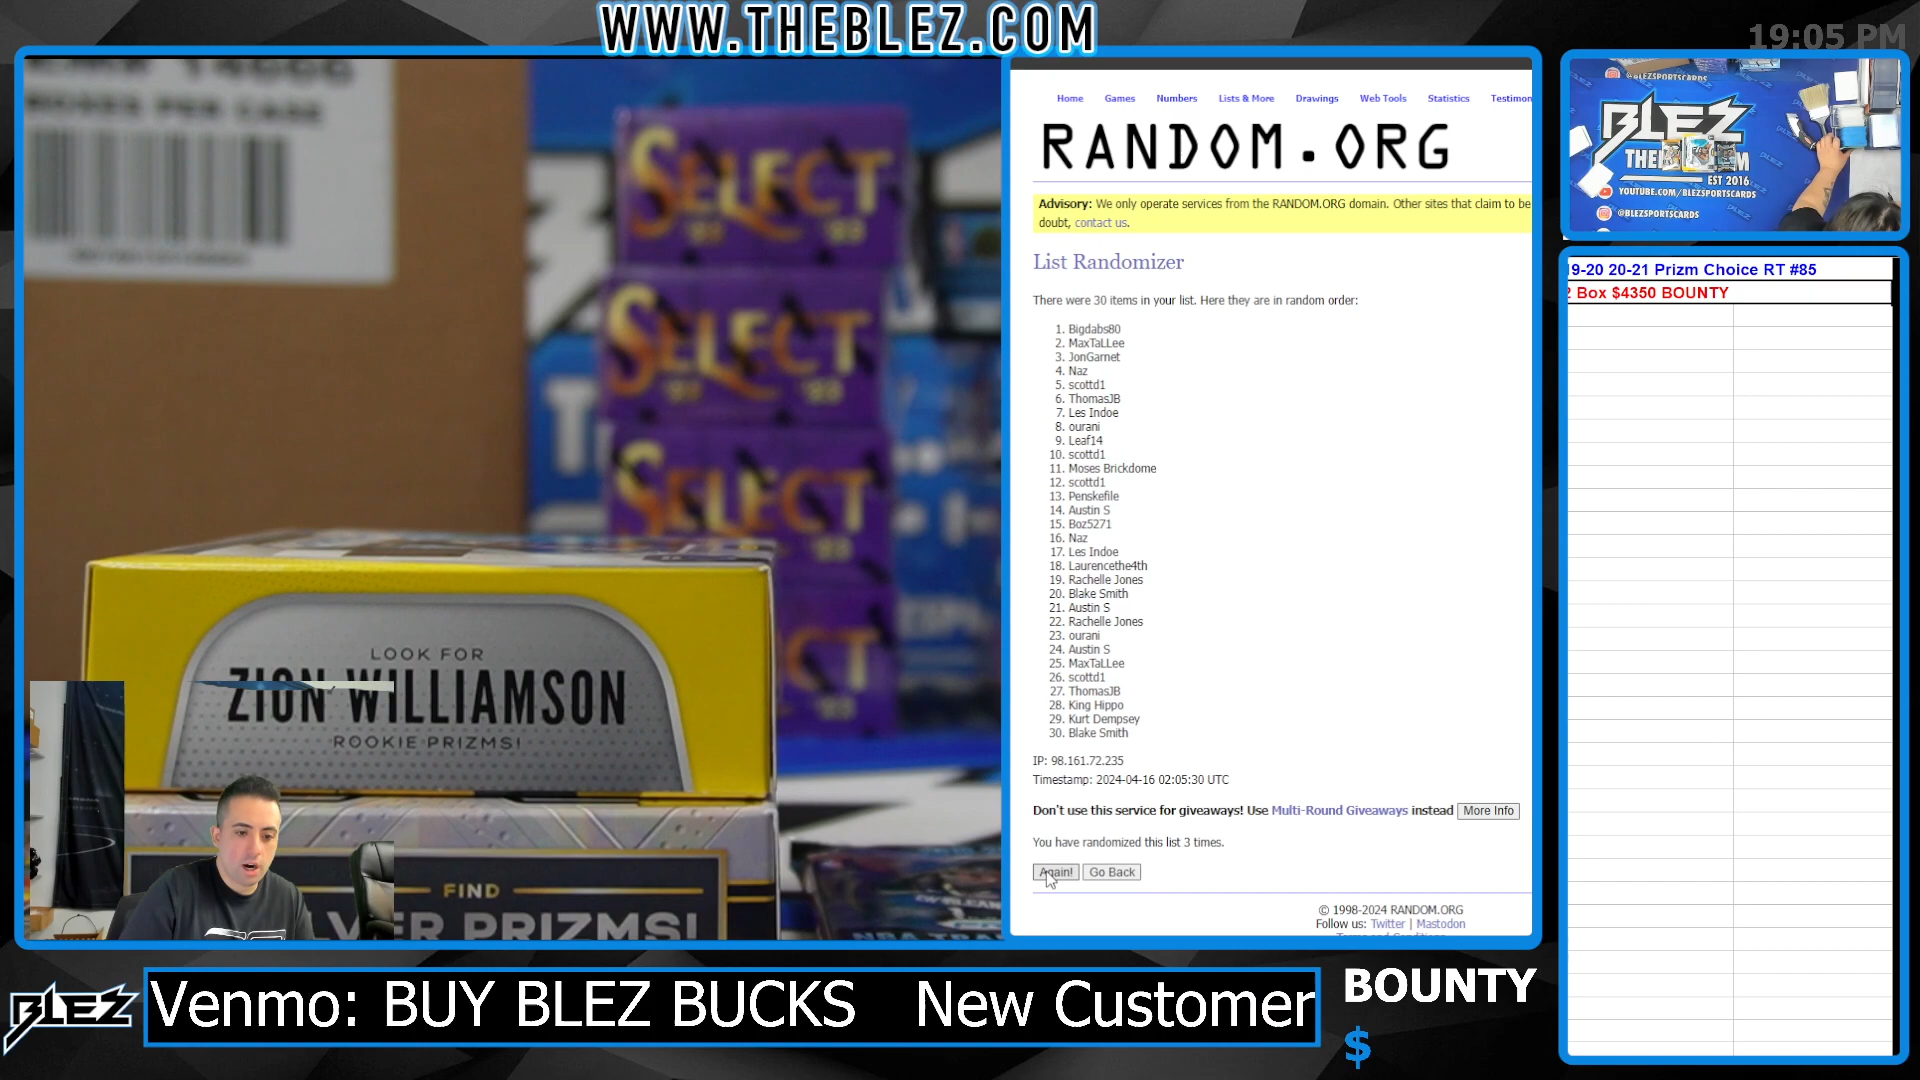 WWW.THEBLEZ.COM
19:05 PM
BOXES PER CASE
SELECT
SELECT
SELECT
LOOK FOR
ZION WILLIAMSON
ROOKIE PRIZMS!
FIND
PRIZMS!
Home Games Numbers Lists & More Drawings Web Tools Statistics Testimon
RANDOM.ORG
Advisory: We only operate services from the RANDOM.ORG domain. Other sites that claim to be
doubt, contact us.
List Randomizer
There were 30 items in your list. Here they are in random order:
1. Bigdabs80
2. MaxTaLLee
3. JonGarnet
4. Naz
5. scottd1
6. ThomasJB
7. Les Indoe
8. ourani
9. Leaf14
10. scottd1
11. Moses Brickdome
12. scottd1
13. Penskefile
14. Austin S
15. Boz5271
16. Naz
17. Les Indoe
18. Laurencethe4th
19. Rachelle Jones
20. Blake Smith
21. Austin S
22. Rachelle Jones
23. ourani
24. Austin S
25. MaxTaLLee
26. scottd1
27. ThomasJB
28. King Hippo
29. Kurt Dempsey
30. Blake Smith
IP: 98.161.72.235
Timestamp: 2024-04-16 02:05:30 UTC
Don't use this service for giveaways! Use Multi-Round Giveaways instead More Info
You have randomized this list 3 times.
Again! Go Back
© 1998-2024 RANDOM.ORG
Follow us: Twitter | Mastodon
@BLEZSPORTSCARDS
BLEZ
EST 2016
YOUTUBE.COM/BLEZSPORTSCARDS
@BLEZSPORTSCARDS
19-20 20-21 Prizm Choice RT #85
2 Box $4350 BOUNTY
BLEZ
Venmo: BUY BLEZ BUCKS New Customer
BOUNTY
$